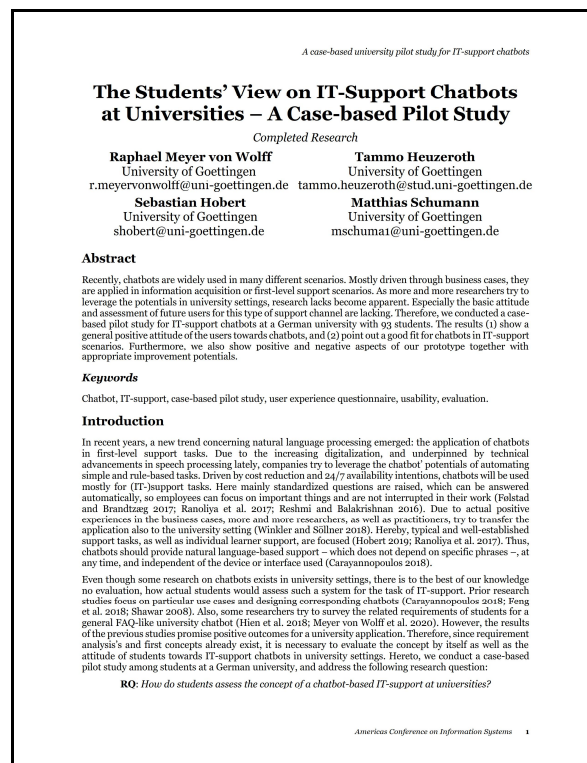 A case-based university pilot study for IT-support chatbots
The Students' View on IT-Support Chatbots
at Universities – A Case-based Pilot Study
Completed Research
Raphael Meyer von Wolff
University of Goettingen
r.meyervonwolff@uni-goettingen.de
Tammo Heuzeroth
University of Goettingen
tammo.heuzeroth@stud.uni-goettingen.de
Sebastian Hobert
University of Goettingen
shobert@uni-goettingen.de
Matthias Schumann
University of Goettingen
mschuma1@uni-goettingen.de
Abstract
Recently, chatbots are widely used in many different scenarios. Mostly driven through business cases, they
are applied in information acquisition or first-level support scenarios. As more and more researchers try to
leverage the potentials in university settings, research lacks become apparent. Especially the basic attitude
and assessment of future users for this type of support channel are lacking. Therefore, we conducted a case-
based pilot study for IT-support chatbots at a German university with 93 students. The results (1) show a
general positive attitude of the users towards chatbots, and (2) point out a good fit for chatbots in IT-support
scenarios. Furthermore, we also show positive and negative aspects of our prototype together with
appropriate improvement potentials.
Keywords
Chatbot, IT-support, case-based pilot study, user experience questionnaire, usability, evaluation.
Introduction
In recent years, a new trend concerning natural language processing emerged: the application of chatbots
in first-level support tasks. Due to the increasing digitalization, and underpinned by technical
advancements in speech processing lately, companies try to leverage the chatbot' potentials of automating
simple and rule-based tasks. Driven by cost reduction and 24/7 availability intentions, chatbots will be used
mostly for (IT-)support tasks. Here mainly standardized questions are raised, which can be answered
automatically, so employees can focus on important things and are not interrupted in their work (Følstad
and Brandtzæg 2017; Ranoliya et al. 2017; Reshmi and Balakrishnan 2016). Due to actual positive
experiences in the business cases, more and more researchers, as well as practitioners, try to transfer the
application also to the university setting (Winkler and Söllner 2018). Hereby, typical and well-established
support tasks, as well as individual learner support, are focused (Hobert 2019; Ranoliya et al. 2017). Thus,
chatbots should provide natural language-based support – which does not depend on specific phrases –, at
any time, and independent of the device or interface used (Carayannopoulos 2018).
Even though some research on chatbots exists in university settings, there is to the best of our knowledge
no evaluation, how actual students would assess such a system for the task of IT-support. Prior research
studies focus on particular use cases and designing corresponding chatbots (Carayannopoulos 2018; Feng
et al. 2018; Shawar 2008). Also, some researchers try to survey the related requirements of students for a
general FAQ-like university chatbot (Hien et al. 2018; Meyer von Wolff et al. 2020). However, the results
of the previous studies promise positive outcomes for a university application. Therefore, since requirement
analysis's and first concepts already exist, it is necessary to evaluate the concept by itself as well as the
attitude of students towards IT-support chatbots in university settings. Hereto, we conduct a case-based
pilot study among students at a German university, and address the following research question:
RQ: How do students assess the concept of a chatbot-based IT-support at universities?
Americas Conference on Information Systems 1